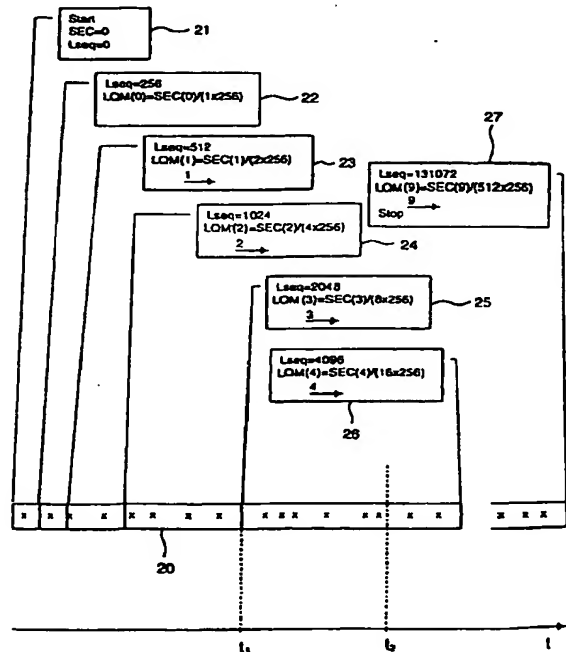 Start
SEC=0
Lseq=0
21
Lseq=256
LOM(0)=SEC(0)/(1x256)
22
Lseq=512
LOM(1)=SEC(1)/(2x256)
1
23
27
Lseq=131072
LOM(9)=SEC(9)/(512x256)
9
Stop
Lseq=1024
LOM(2)=SEC(2)/(4x256)
2
24
Lseq=2048
LOM(3)=SEC(3)/(8x256)
3
25
Lseq=4096
LOM(4)=SEC(4)/(16x256)
4
26
x x x x x x x x x x x x x x x x x x
20
t₁ t₂ t